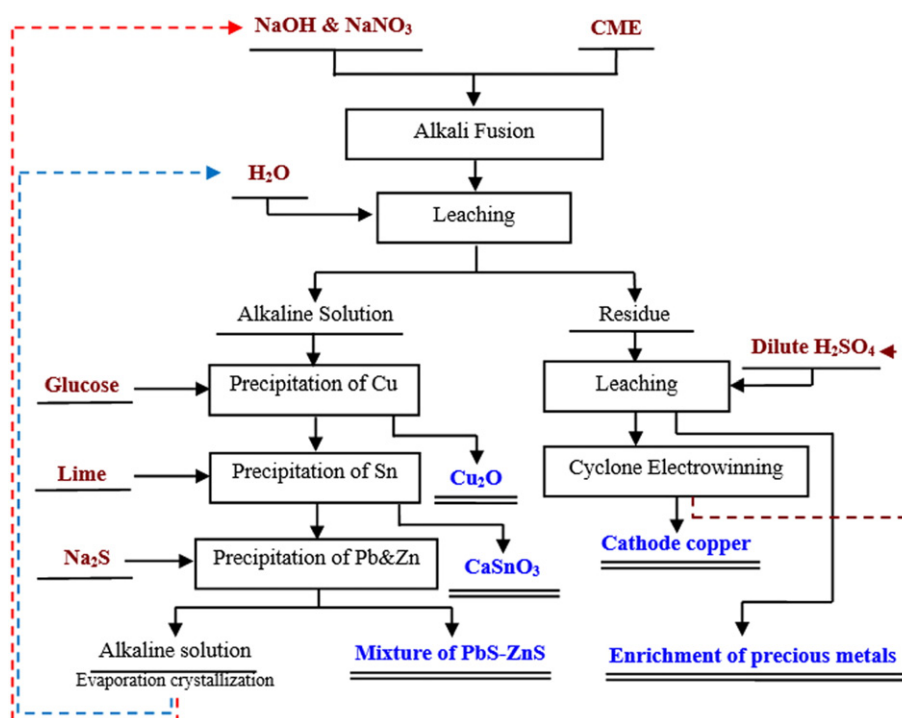 NaOH & NaNO₃
CME
Alkali Fusion
H₂O
Leaching
Alkaline Solution
Residue
Dilute H₂SO₄
Glucose
Precipitation of Cu
Leaching
Lime
Precipitation of Sn
Cu₂O
Cyclone Electrowinning
Na₂S
Precipitation of Pb&Zn
CaSnO₃
Cathode copper
Alkaline solution
Evaporation crystallization
Mixture of PbS-ZnS
Enrichment of precious metals